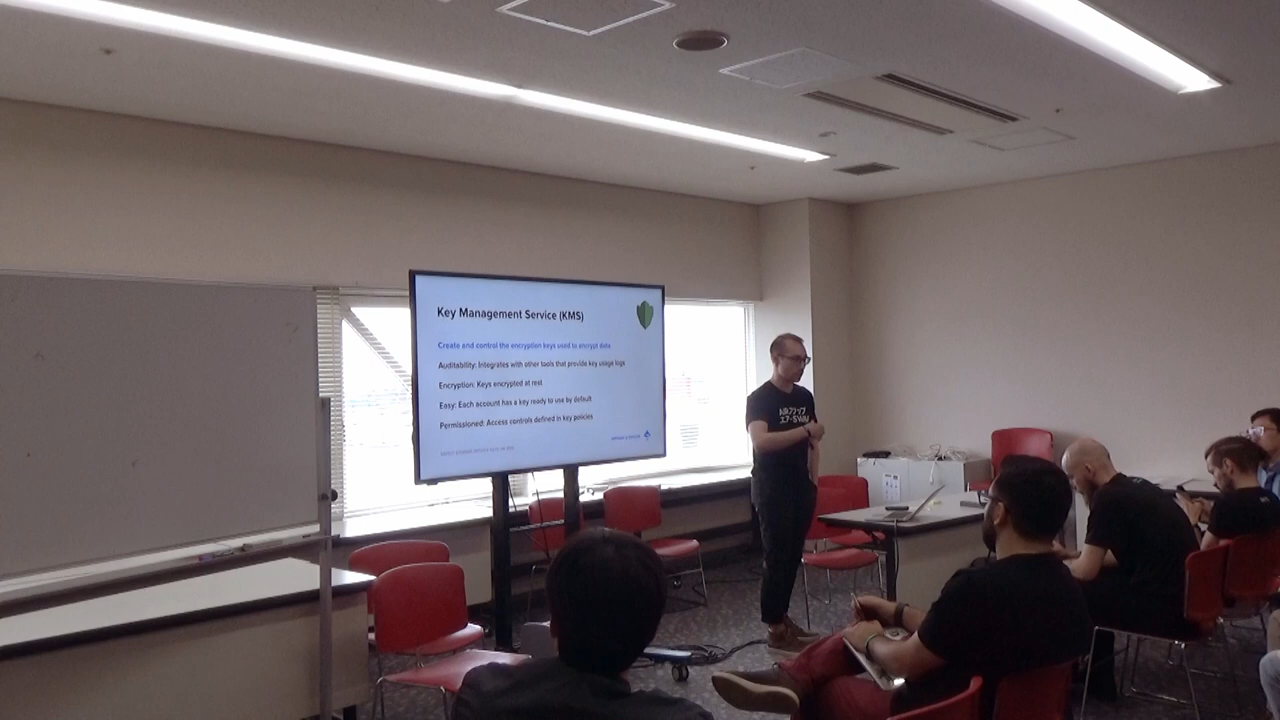 Key Management Service (KMS)
Create and control the encryption keys used to encrypt data
Auditability: Integrates with other tools that provide key usage logs
Encryption: Keys encrypted at rest
Easy: Each account has a key ready to use by default
Permissioned: Access controls defined in key policies